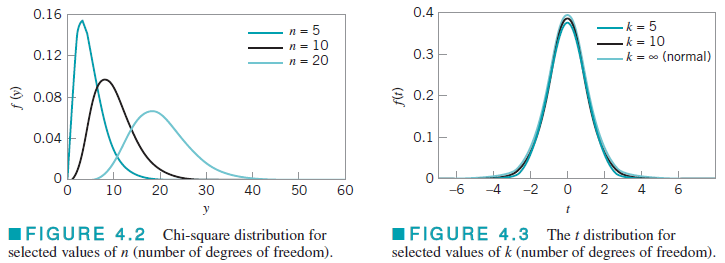 0.16
0.12
0.08
0.04
0
f (y)
n = 5
n = 10
n = 20
0 10 20 30 40 50 60
y
FIGURE 4.2 Chi-square distribution for
selected values of n (number of degrees of freedom).
0.4
0.3
0.2
0.1
0
f(t)
k = 5
k = 10
k = ∞ (normal)
-6 -4 -2 0 2 4 6
t
FIGURE 4.3 The t distribution for
selected values of k (number of degrees of freedom).